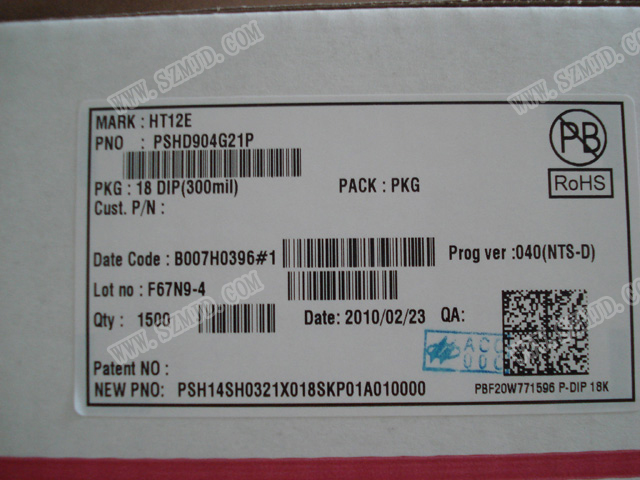 WWW.SZMJD.COM
WWW.SZMJD.COM
MARK : HT12E
PNO : PSHD904G21P
PB
RoHS
PKG : 18 DIP(300mil) PACK : PKG
Cust. P/N :
Date Code : B007H0396#1 Prog ver :040(NTS-D)
Lot no : F67N9-4
Qty : 1500 Date: 2010/02/23 QA:
WWW.SZMJD.COM
WWW.SZMJD.COM
Patent No :
NEW PNO: PSH14SH0321X018SKP01A010000
PBF20W771596 P-DIP 18K